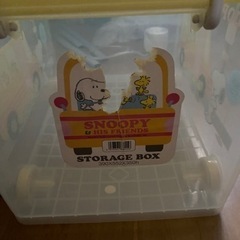 SNOOPY
& HIS FRIENDS
STORAGE BOX